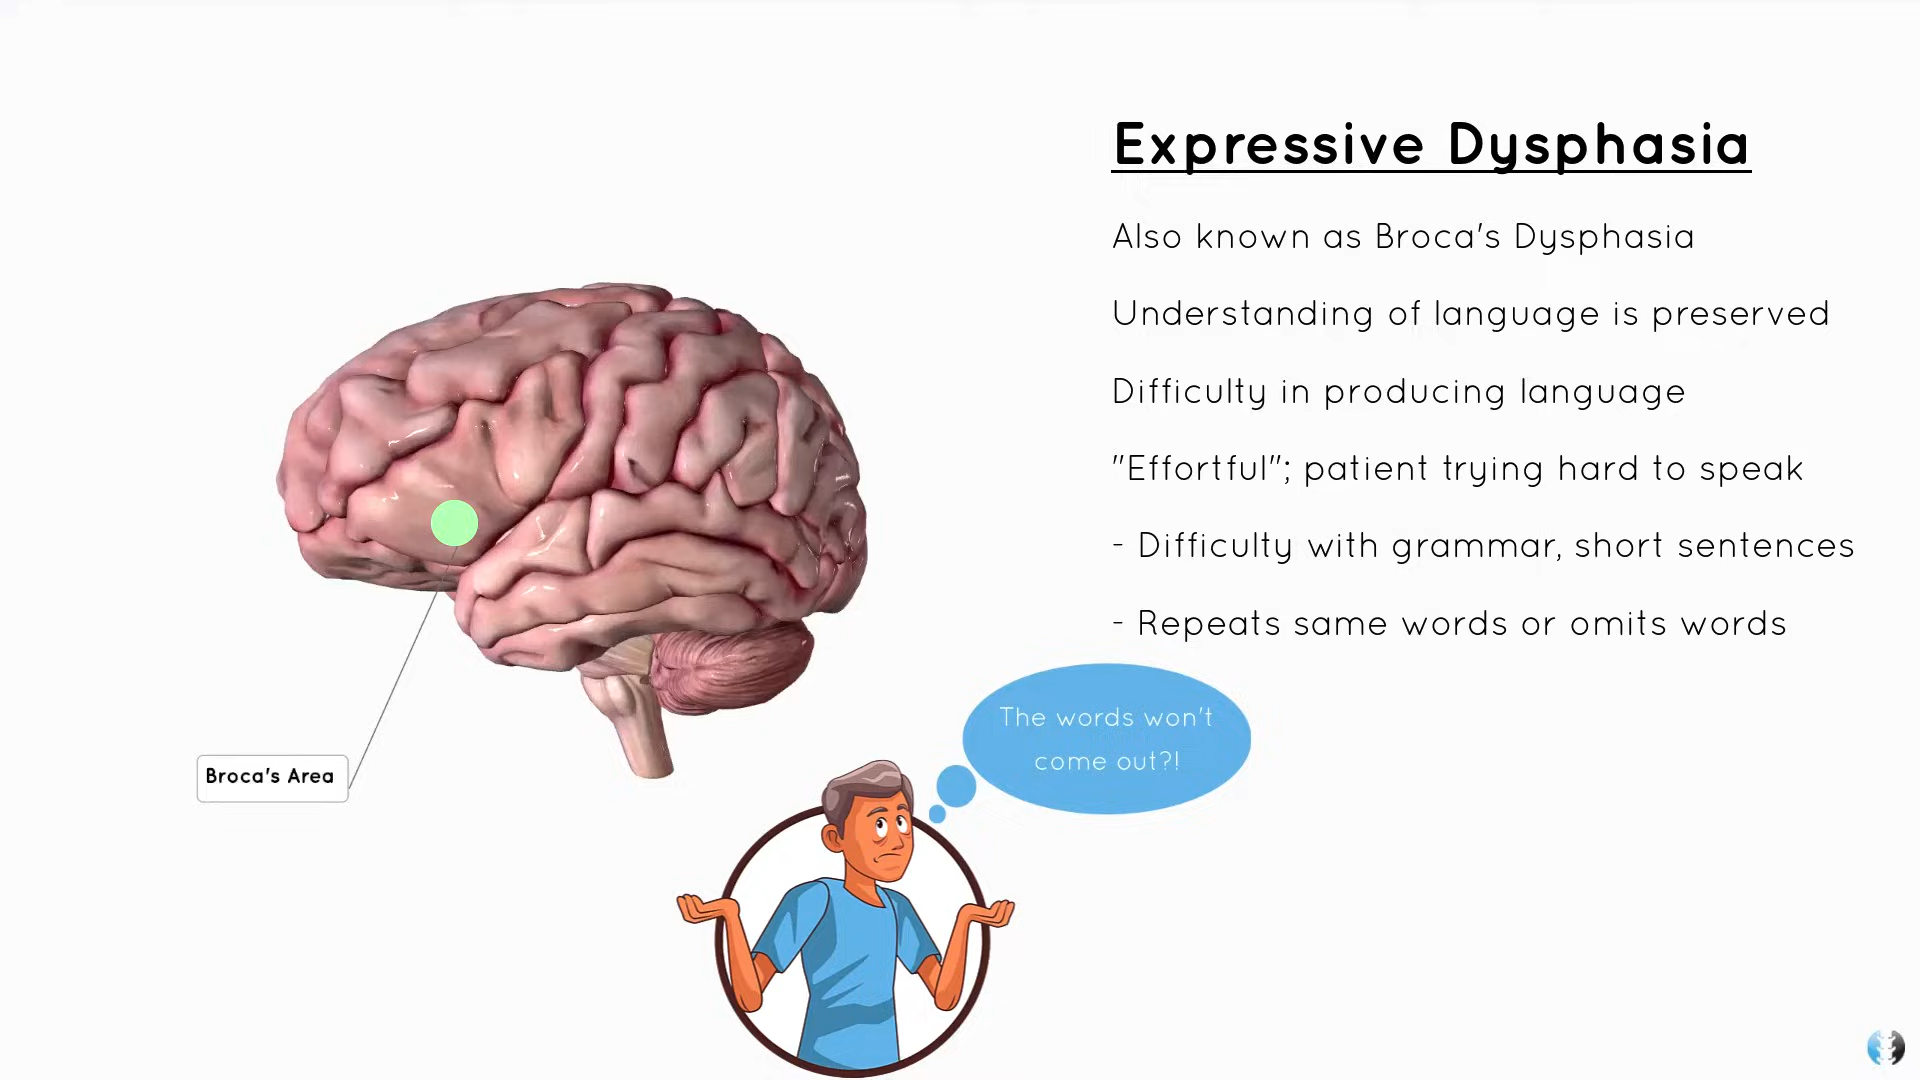 Expressive Dysphasia
Also known as Broca's Dysphasia
Understanding of language is preserved
Difficulty in producing language
"Effortful"; patient trying hard to speak
- Difficulty with grammar, short sentences
- Repeats same words or omits words
The words won't
come out?!
Broca's Area